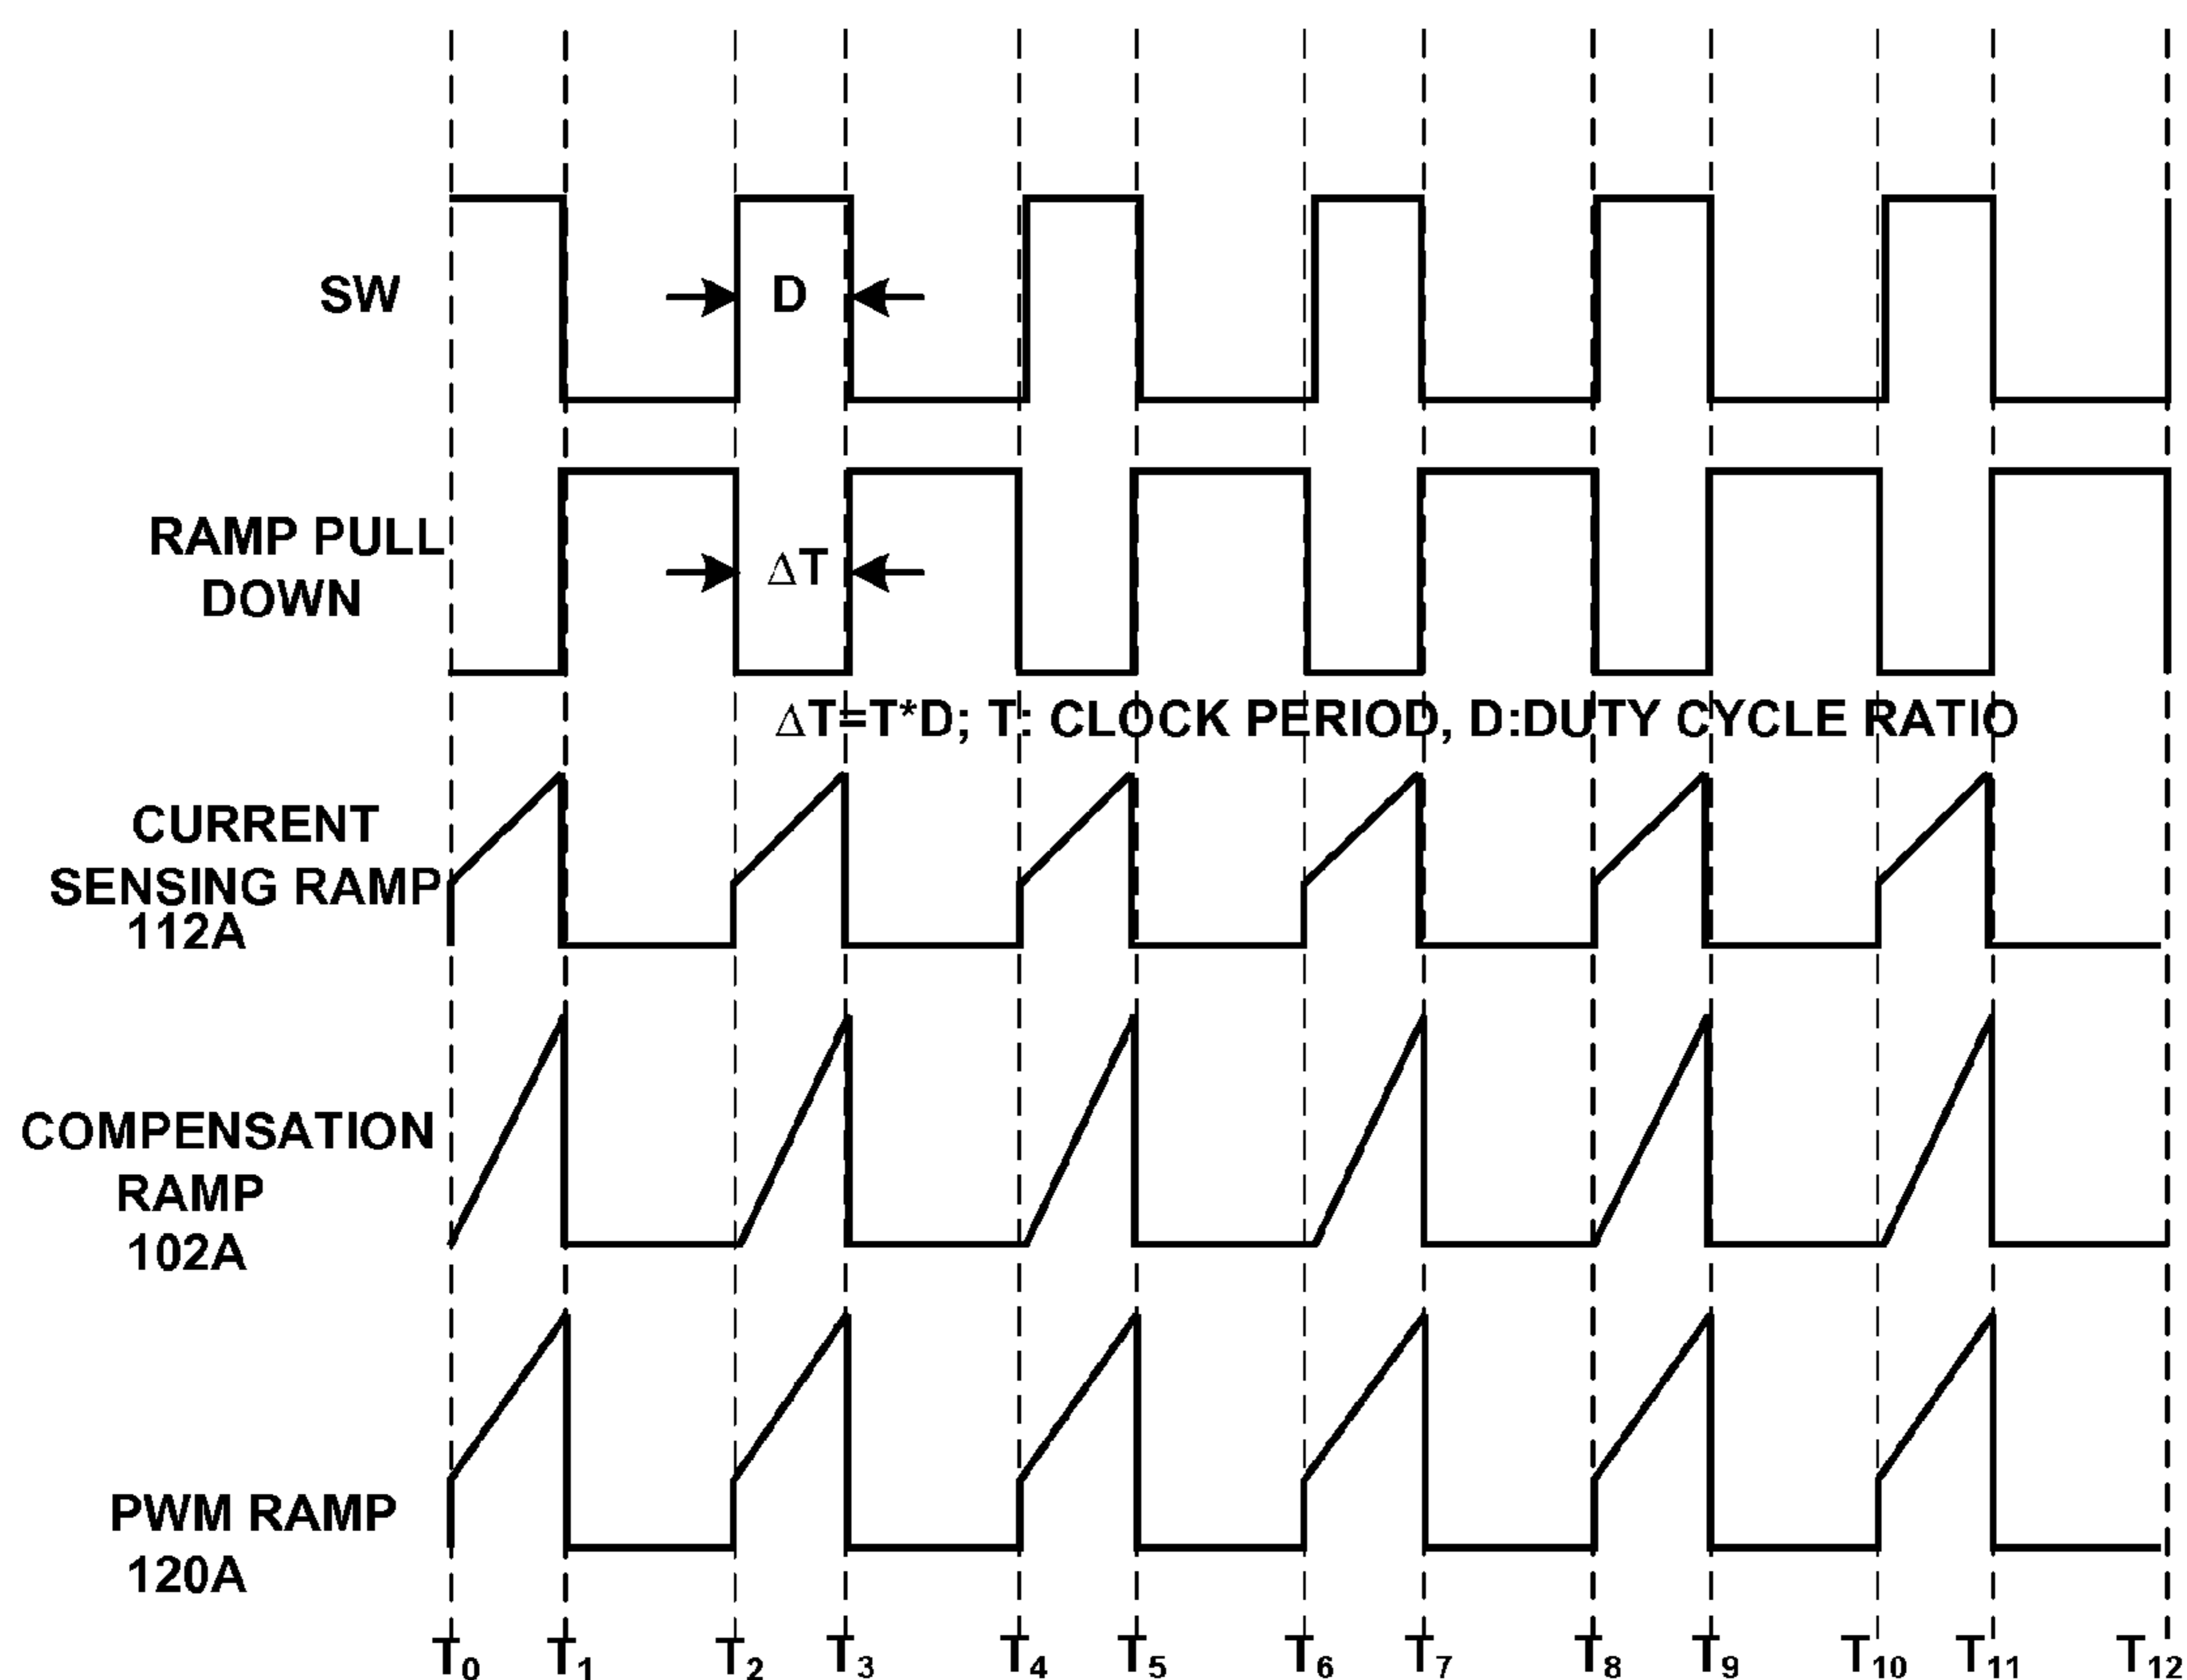 SW
D
RAMP PULL
DOWN
ΔT
ΔT=T*D; T: CLOCK PERIOD, D:DUTY CYCLE RATIO
CURRENT
SENSING RAMP
112A
COMPENSATION
RAMP
102A
PWM RAMP
120A
T0 T1 T2 T3 T4 T5 T6 T7 T8 T9 T10 T11 T12